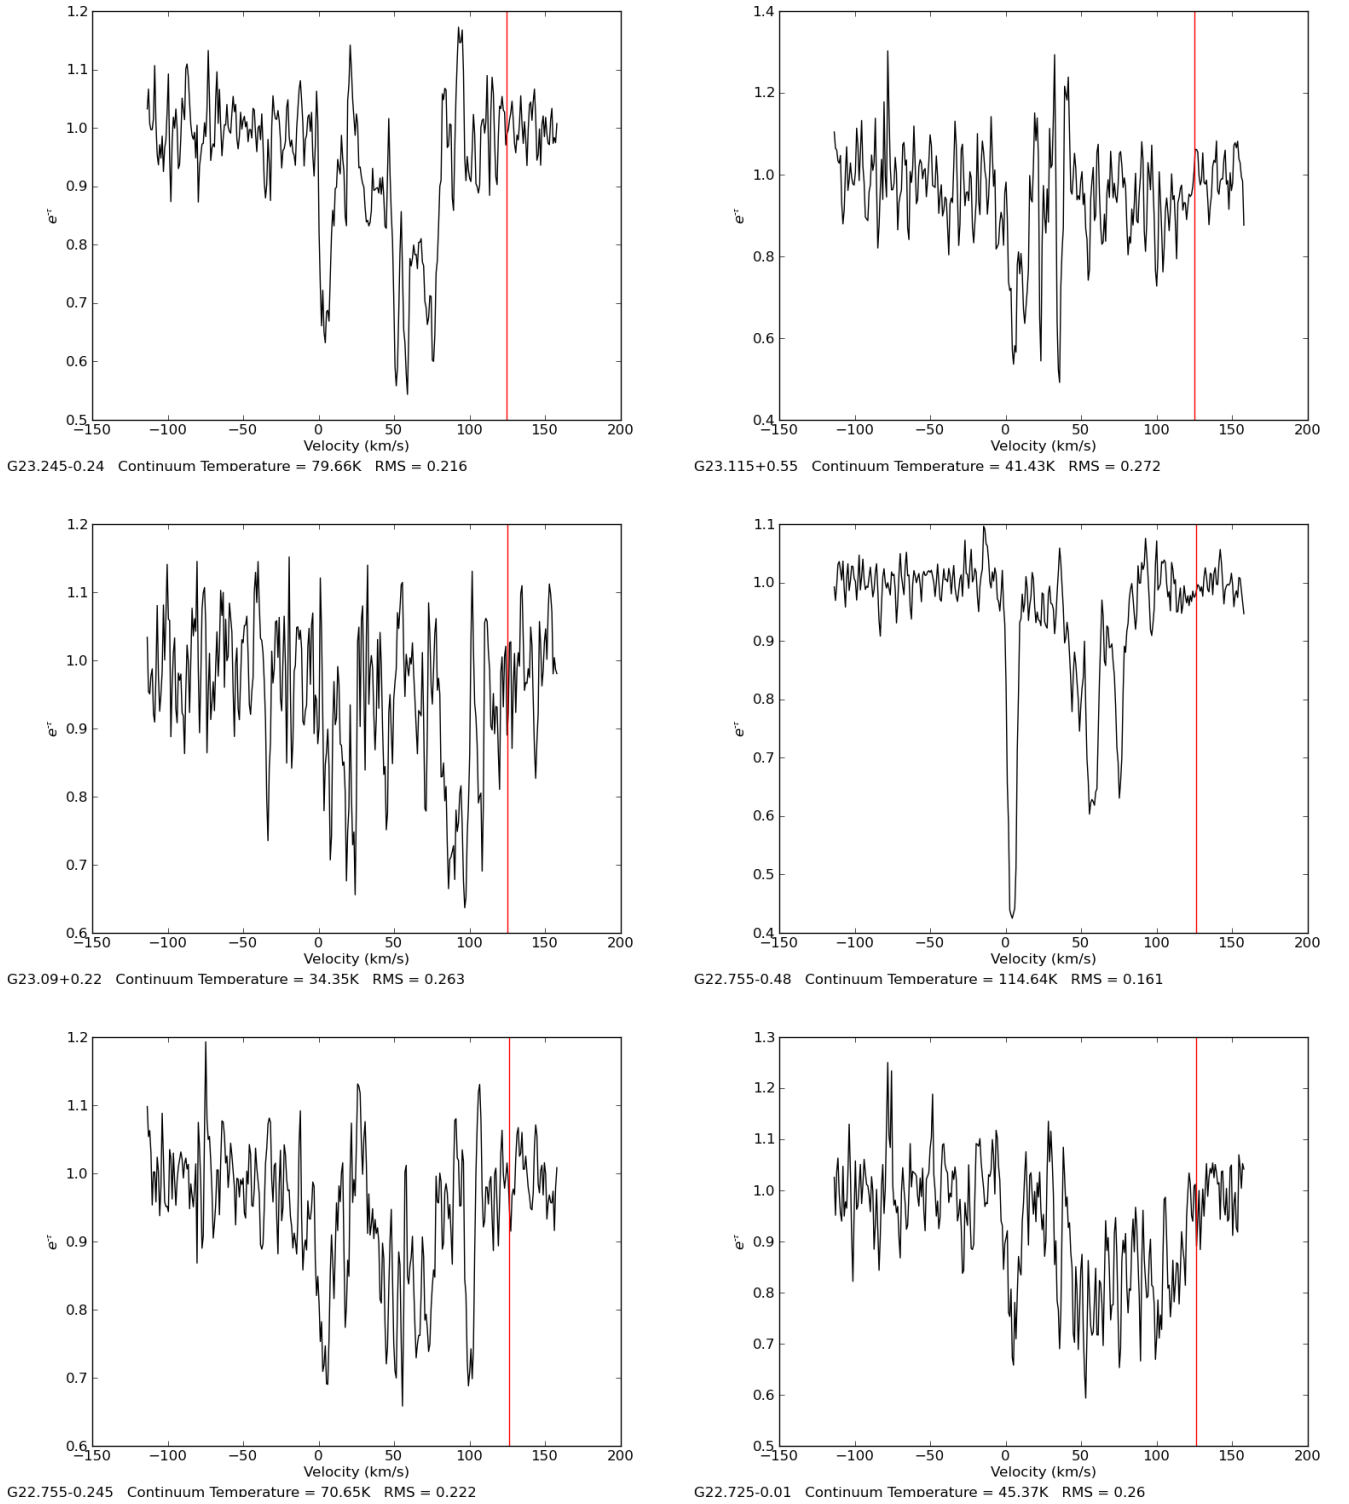 1.2
1.1
1.0
0.9
0.8
0.7
0.6
0.5
e^-τ
−150 −100 −50 0 50 100 150 200
Velocity (km/s)
G23.245-0.24 Continuum Temperature = 79.66K RMS = 0.216
1.4
1.2
1.0
0.8
0.6
0.4
e^-τ
−150 −100 −50 0 50 100 150 200
Velocity (km/s)
G23.115+0.55 Continuum Temperature = 41.43K RMS = 0.272
1.2
1.1
1.0
0.9
0.8
0.7
0.6
e^-τ
−150 −100 −50 0 50 100 150 200
Velocity (km/s)
G23.09+0.22 Continuum Temperature = 34.35K RMS = 0.263
1.1
1.0
0.9
0.8
0.7
0.6
0.5
0.4
e^-τ
−150 −100 −50 0 50 100 150 200
Velocity (km/s)
G22.755-0.48 Continuum Temperature = 114.64K RMS = 0.161
1.2
1.1
1.0
0.9
0.8
0.7
0.6
e^-τ
−150 −100 −50 0 50 100 150 200
Velocity (km/s)
G22.755-0.245 Continuum Temperature = 70.65K RMS = 0.222
1.3
1.2
1.1
1.0
0.9
0.8
0.7
0.6
0.5
e^-τ
−150 −100 −50 0 50 100 150 200
Velocity (km/s)
G22.725-0.01 Continuum Temperature = 45.37K RMS = 0.26